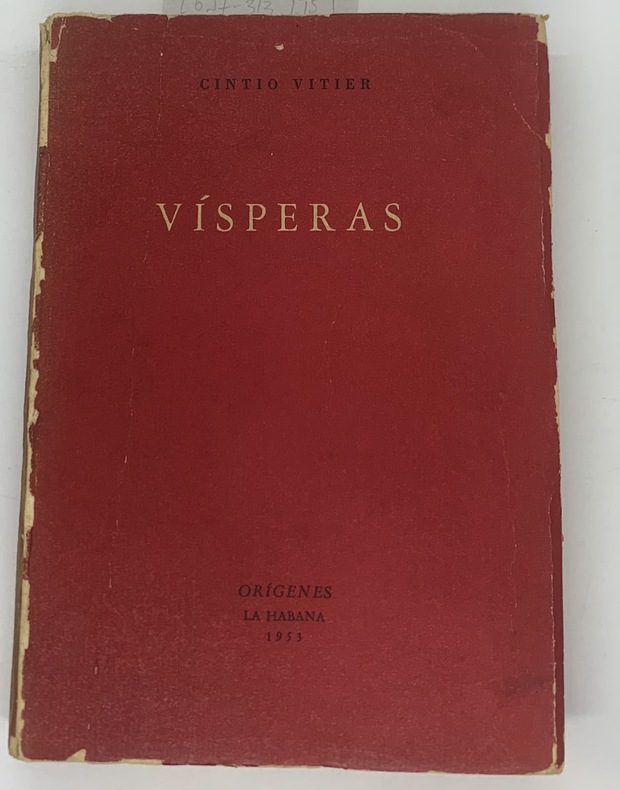 CINTIO VITIER
VÍSPERAS
ORÍGENES
LA HABANA
1953